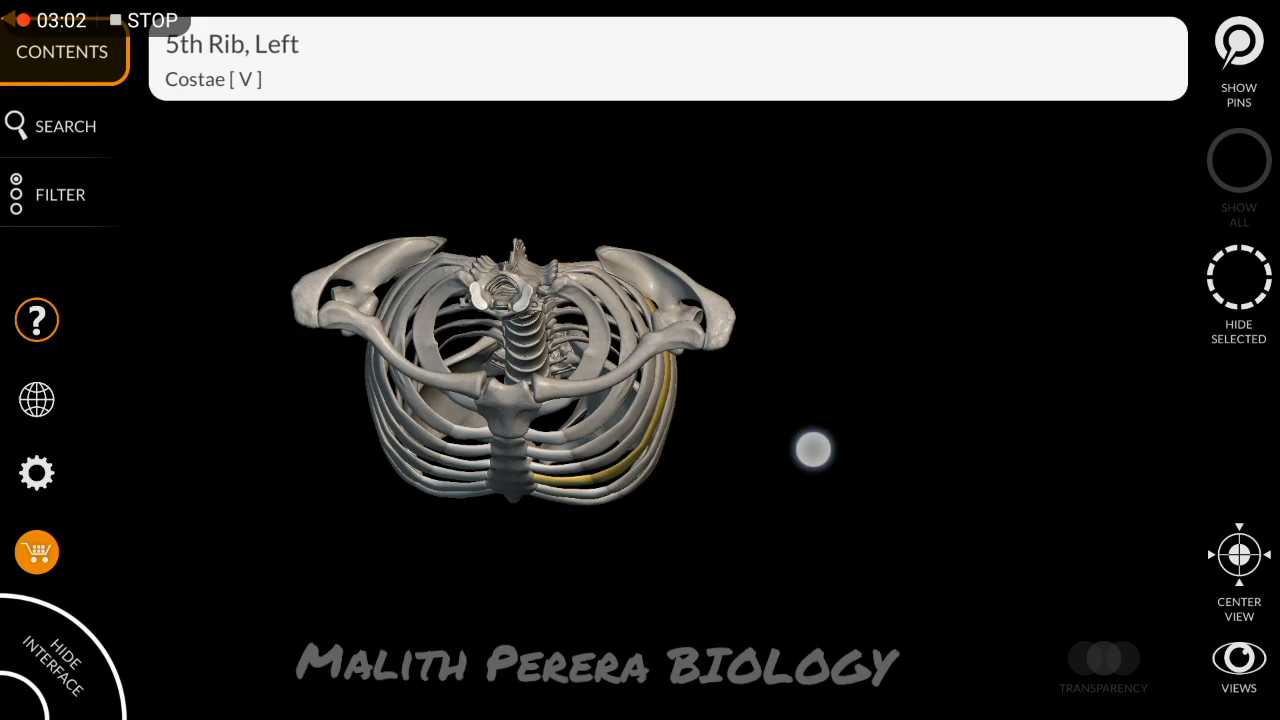 03:02 STOP
CONTENTS
5th Rib, Left
Costae [ V ]
SEARCH
FILTER
?
HIDE
INTERFACE
SHOW
PINS
SHOW
ALL
HIDE
SELECTED
CENTER
VIEW
TRANSPARENCY
VIEWS
MALITH PERERA BIOLOGY